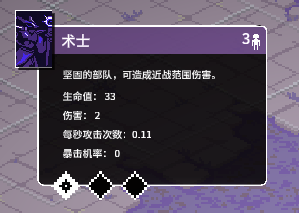 术士 3
坚固的部队，可造成近战范围伤害。
生命值： 33
伤害： 2
每秒攻击次数： 0.11
暴击机率： 0